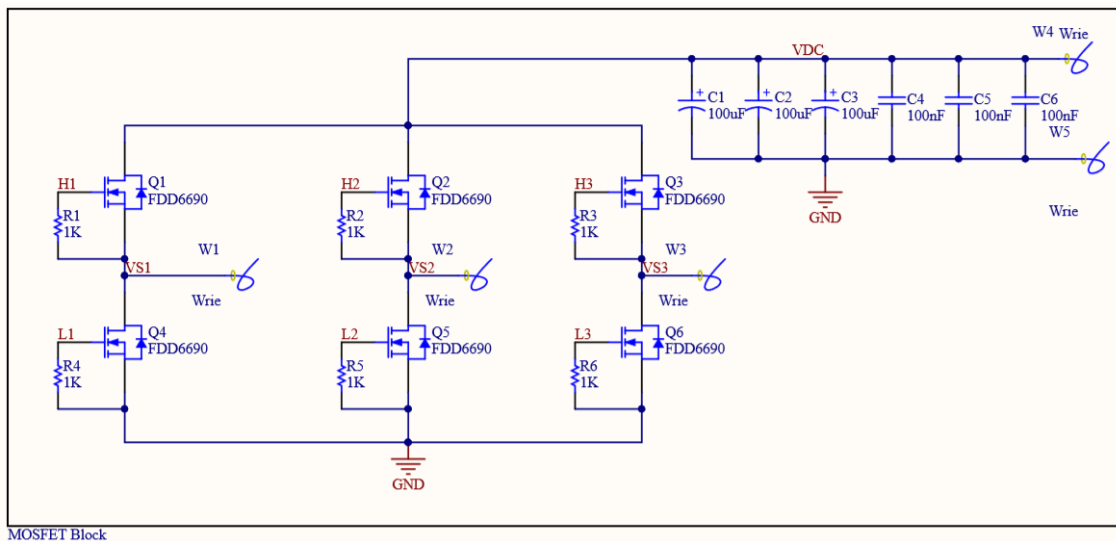 W4 Wrie
VDC
C1 100uF
C2 100uF
C3 100uF
C4 100nF
C5 100nF
C6 100nF
W5
Wrie
GND
H1
Q1
FDD6690
R1
1K
H2
Q2
FDD6690
R2
1K
H3
Q3
FDD6690
R3
1K
W1
VS1
Wrie
W2
VS2
Wrie
W3
VS3
Wrie
L1
Q4
FDD6690
R4
1K
L2
Q5
FDD6690
R5
1K
L3
Q6
FDD6690
R6
1K
GND
MOSFET Block